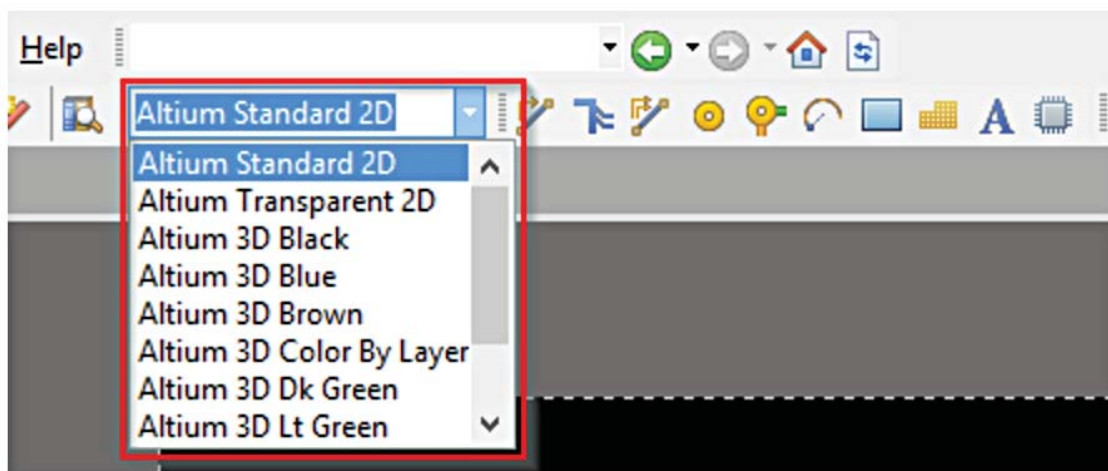 Help
Altium Standard 2D
A
Altium Standard 2D
Altium Transparent 2D
Altium 3D Black
Altium 3D Blue
Altium 3D Brown
Altium 3D Color By Layer
Altium 3D Dk Green
Altium 3D Lt Green